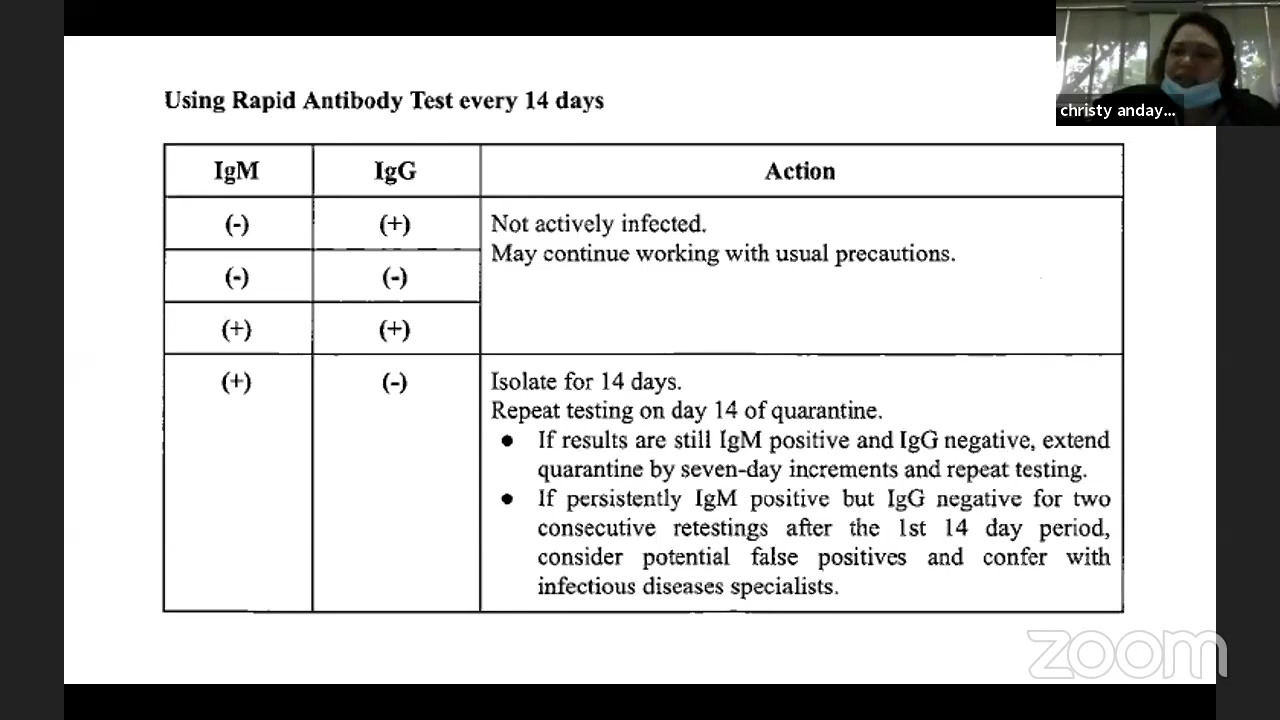 christy anday...
Using Rapid Antibody Test every 14 days
IgM IgG Action
(-) (+) Not actively infected.
May continue working with usual precautions.
(-) (-)
(+) (+)
(+) (-) Isolate for 14 days.
Repeat testing on day 14 of quarantine.
● If results are still IgM positive and IgG negative, extend
quarantine by seven-day increments and repeat testing.
● If persistently IgM positive but IgG negative for two
consecutive retestings after the 1st 14 day period,
consider potential false positives and confer with
infectious diseases specialists.
zoom